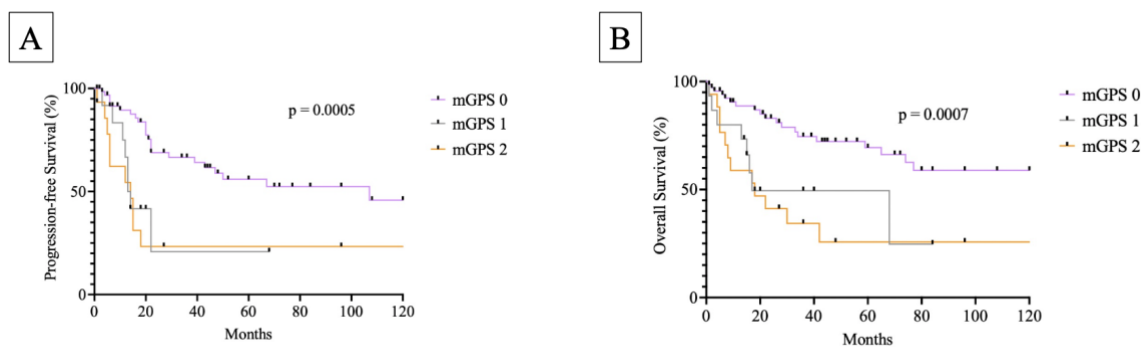 A
Progression-free Survival (%)
100
50
0
0 20 40 60 80 100 120
Months
p = 0.0005
mGPS 0
mGPS 1
mGPS 2
B
Overall Survival (%)
100
50
0
0 20 40 60 80 100 120
Months
p = 0.0007
mGPS 0
mGPS 1
mGPS 2